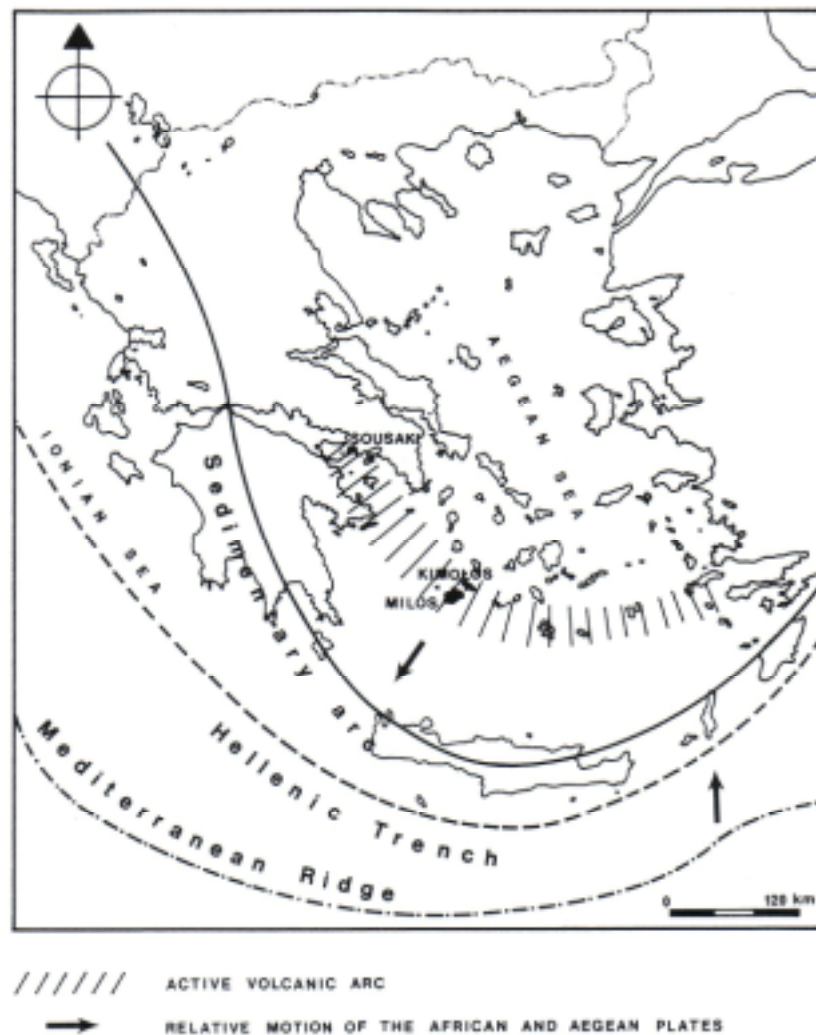 AEGEAN SEA
SOUSAKI
IONIAN SEA
Sedimentary arc
KIMOLOS
MILOS
Hellenic Trench
Mediterranean Ridge
0 120 km
ACTIVE VOLCANIC ARC
RELATIVE MOTION OF THE AFRICAN AND AEGEAN PLATES